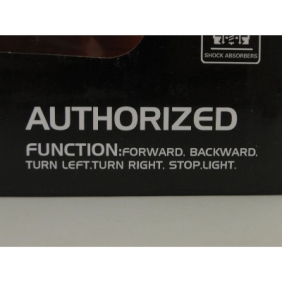 SHOCK ABSORBERS
AUTHORIZED
FUNCTION:FORWARD. BACKWARD.
TURN LEFT.TURN RIGHT. STOP.LIGHT.